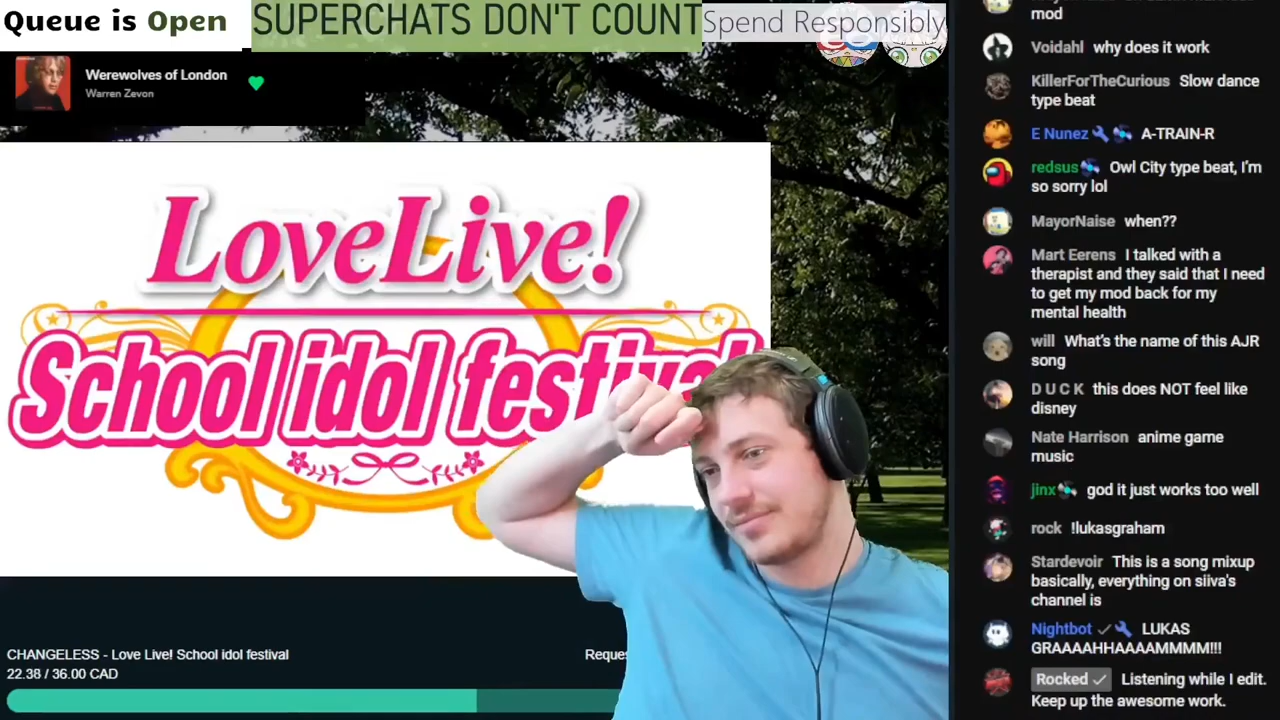 Queue is Open
SUPERCHATS DON'T COUNT
Spend Responsibly
Werewolves of London
Warren Zevon
LoveLive!
School idol festival
CHANGELESS - Love Live! School idol festival
22.38 / 36.00 CAD
mod
Voidahl why does it work
KillerForTheCurious Slow dance
type beat
E Nunez A-TRAIN-R
redsus Owl City type beat, I'm
so sorry lol
MayorNaise when??
Mart Eerens I talked with a
therapist and they said that I need
to get my mod back for my
mental health
will What's the name of this AJR
song
D U C K this does NOT feel like
disney
Nate Harrison anime game
music
jinx god it just works too well
rock !lukasgraham
Stardevoir This is a song mixup
basically, everything on siiva's
channel is
Nightbot LUKAS
GRAAAAHHAAAAMMMM!!!
Rocked Listening while I edit.
Keep up the awesome work.